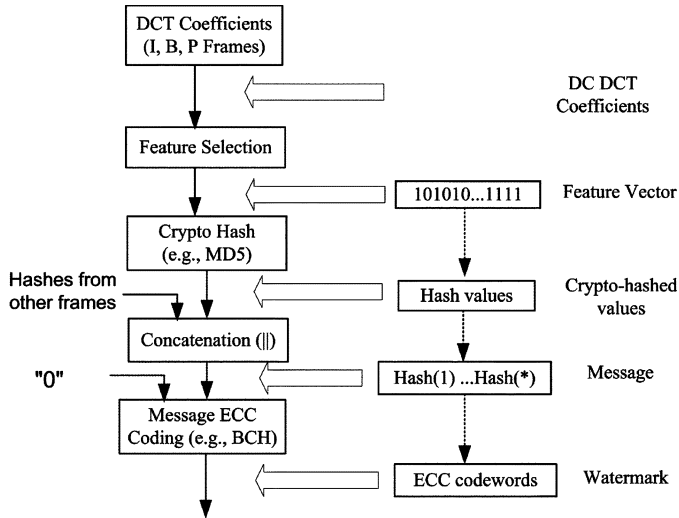 DCT Coefficients
(I, B, P Frames)
DC DCT
Coefficients
Feature Selection
101010...1111
Feature Vector
Crypto Hash
(e.g., MD5)
Hashes from
other frames
Hash values
Crypto-hashed
values
Concatenation (||)
"0"
Hash(1) ...Hash(*)
Message
Message ECC
Coding (e.g., BCH)
ECC codewords
Watermark